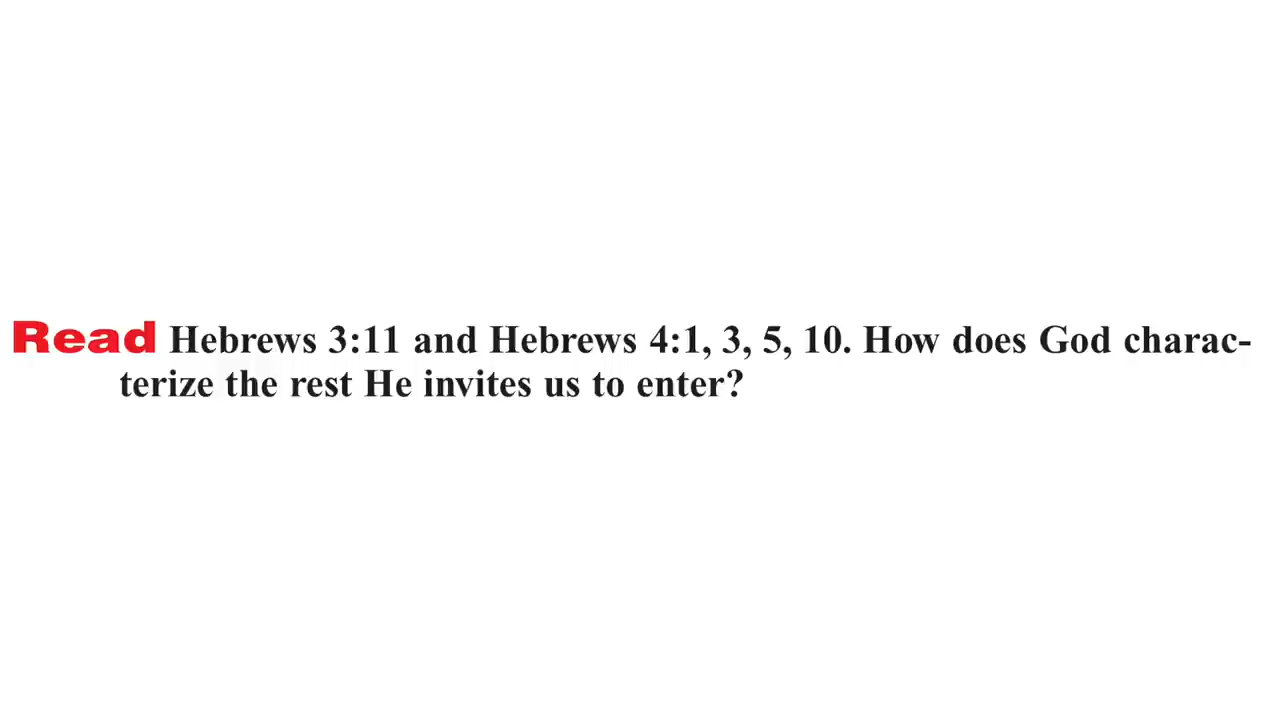 Read Hebrews 3:11 and Hebrews 4:1, 3, 5, 10. How does God charac-
terize the rest He invites us to enter?